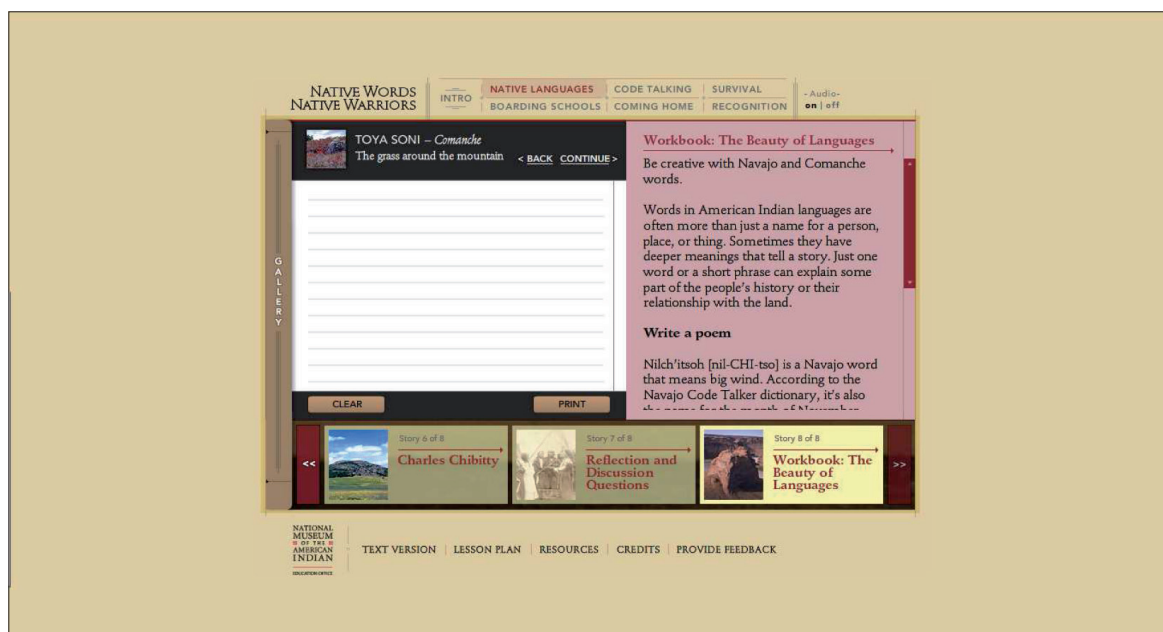 NATIVE WORDS
NATIVE WARRIORS
INTRO
NATIVE LANGUAGES
CODE TALKING
SURVIVAL
BOARDING SCHOOLS
COMING HOME
RECOGNITION
- Audio-
on | off
GALLERY
TOYA SONI – Comanche
The grass around the mountain
< BACK CONTINUE >
CLEAR
PRINT
Workbook: The Beauty of Languages
Be creative with Navajo and Comanche
words.
Words in American Indian languages are
often more than just a name for a person,
place, or thing. Sometimes they have
deeper meanings that tell a story. Just one
word or a short phrase can explain some
part of the people's history or their
relationship with the land.
Write a poem
Nilch'itsoh [nil-CHI-tso] is a Navajo word
that means big wind. According to the
Navajo Code Talker dictionary, it's also
the name for the month of November
<<
Story 6 of 8
Charles Chibitty
Story 7 of 8
Reflection and
Discussion
Questions
Story 8 of 8
Workbook: The
Beauty of
Languages
>>
NATIONAL
MUSEUM
OF THE
AMERICAN
INDIAN
EDUCATION OFFICE
TEXT VERSION | LESSON PLAN | RESOURCES | CREDITS | PROVIDE FEEDBACK